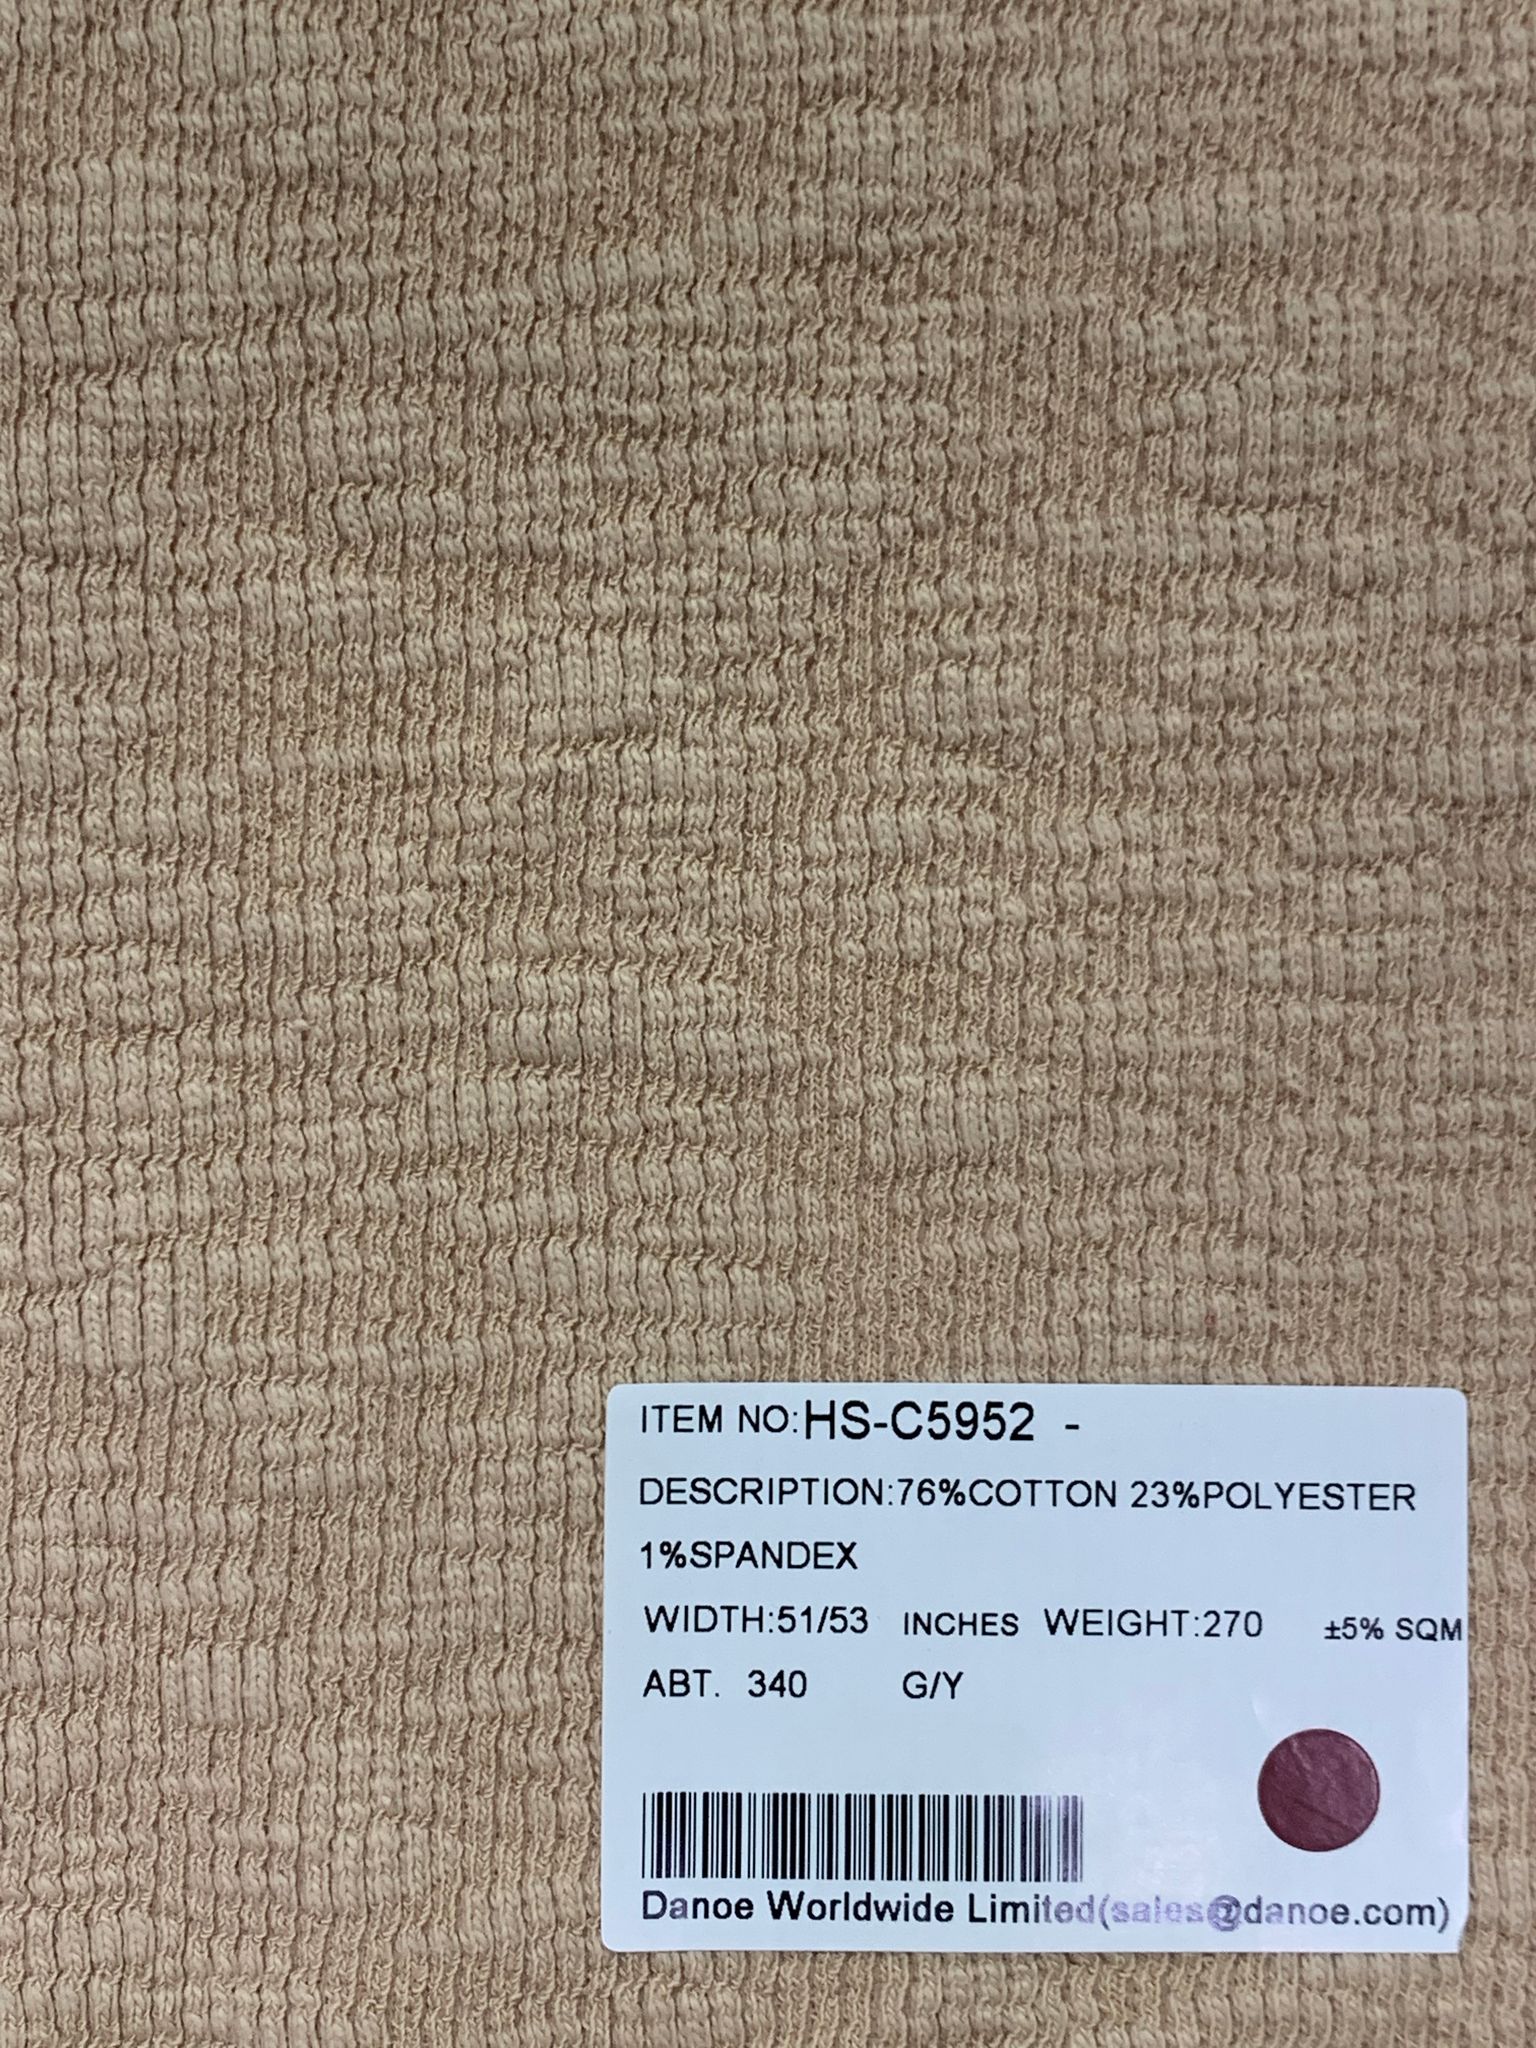 ITEM NO:HS-C5952 -
DESCRIPTION:76%COTTON 23%POLYESTER
1%SPANDEX
WIDTH:51/53 INCHES WEIGHT:270 ±5% SQM
ABT. 340 G/Y
Danoe Worldwide Limited(sales@danoe.com)